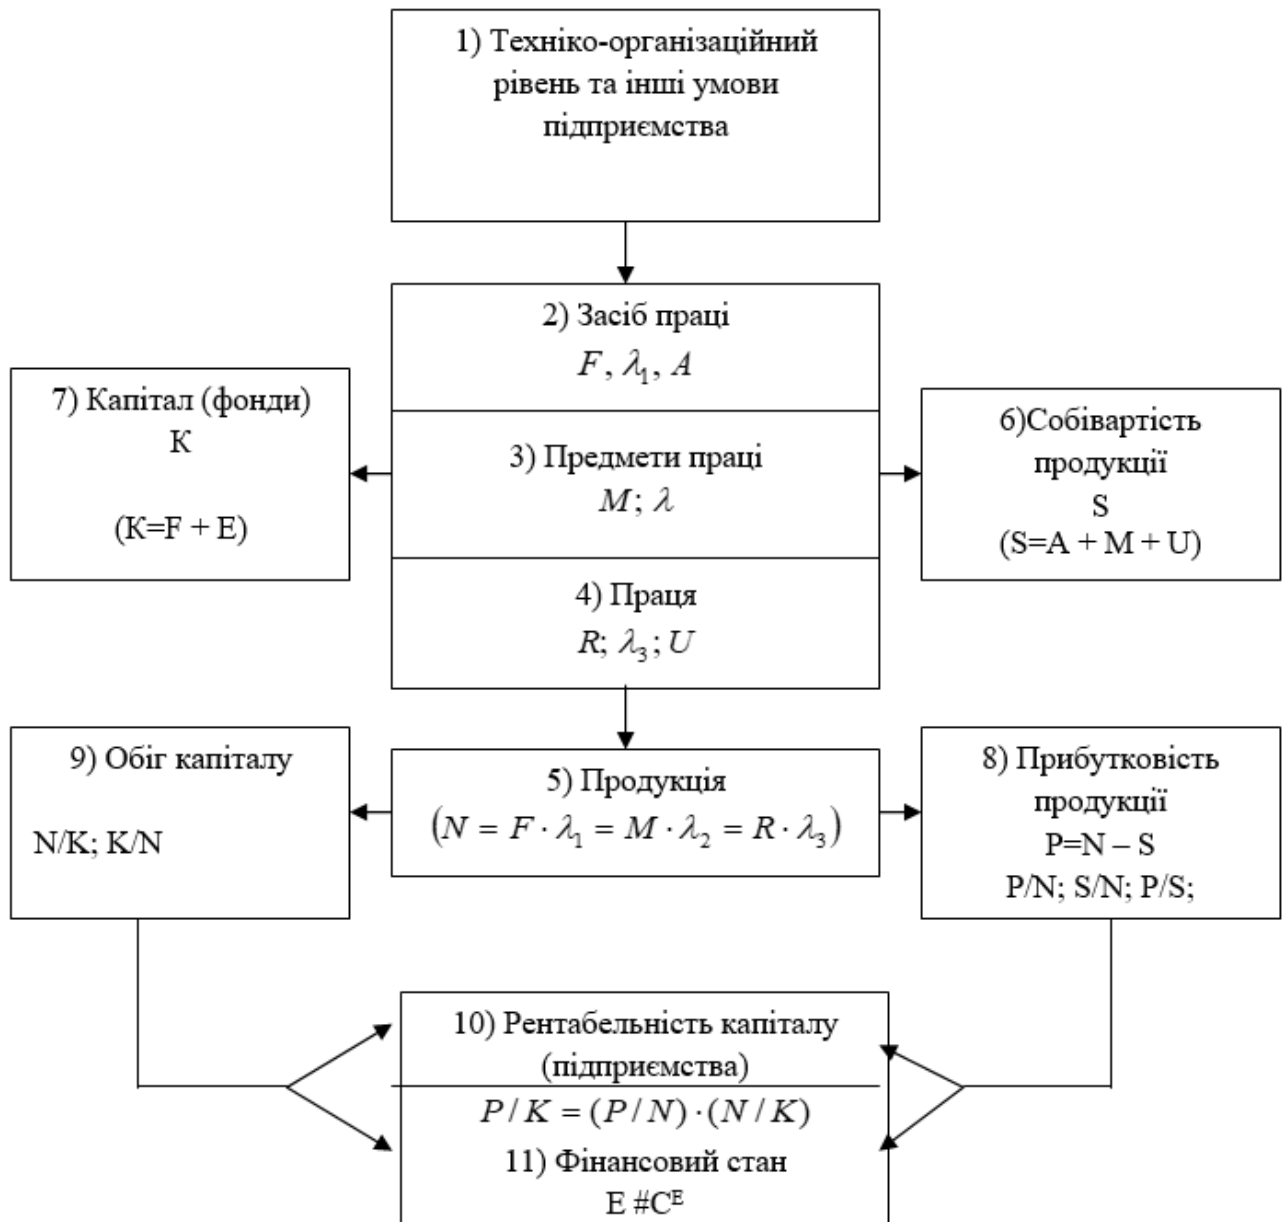 1) Техніко-організаційний
рівень та інші умови
підприємства
2) Засіб праці
F, λ₁, A
7) Капітал (фонди)
К
(К=F + E)
3) Предмети праці
M; λ
6)Собівартість
продукції
S
(S=A + M + U)
4) Праця
R; λ₃; U
9) Обіг капіталу
N/K; K/N
5) Продукція
(N = F · λ₁ = M · λ₂ = R · λ₃)
8) Прибутковість
продукції
P=N – S
P/N; S/N; P/S;
10) Рентабельність капіталу
(підприємства)
P / K = (P / N) · (N / K)
11) Фінансовий стан
E #Cᴱ